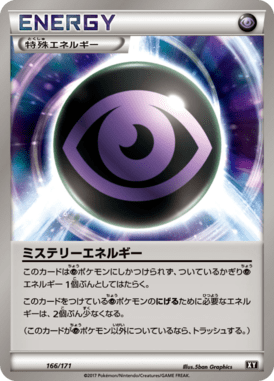 ENERGY
特殊エネルギー
ミステリーエネルギー
このカードは超ポケモンにしかつけられず、ついているかぎり超
エネルギー1個ぶんとしてはたらく。
このカードをつけている超ポケモンのにげるために必要なエネル
ギーは、2個ぶん少なくなる。
（超ポケモン以外についているなら、トラッシュする。）
166/171
XY
Illus.5ban Graphics
©2017 Pokémon/Nintendo/Creatures/GAME FREAK.